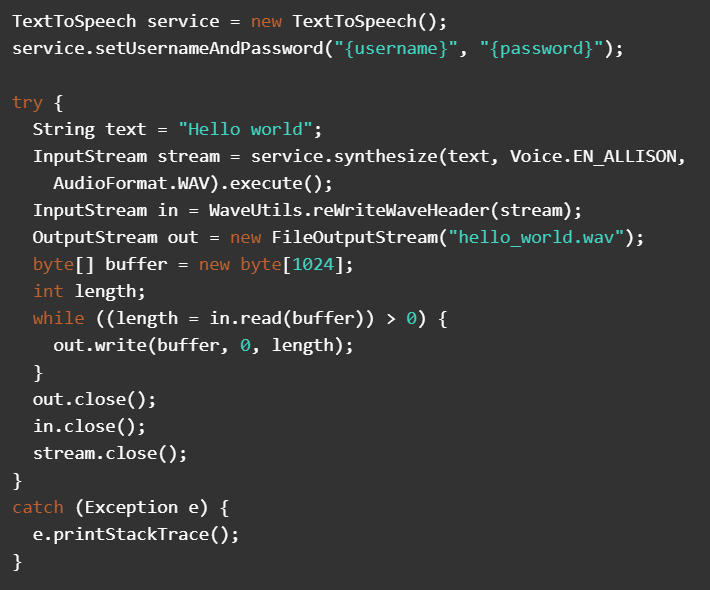 TextToSpeech service = new TextToSpeech();
service.setUsernameAndPassword("{username}", "{password}");

try {
  String text = "Hello world";
  InputStream stream = service.synthesize(text, Voice.EN_ALLISON,
    AudioFormat.WAV).execute();
  InputStream in = WaveUtils.reWriteWaveHeader(stream);
  OutputStream out = new FileOutputStream("hello_world.wav");
  byte[] buffer = new byte[1024];
  int length;
  while ((length = in.read(buffer)) > 0) {
    out.write(buffer, 0, length);
  }
  out.close();
  in.close();
  stream.close();
}
catch (Exception e) {
  e.printStackTrace();
}